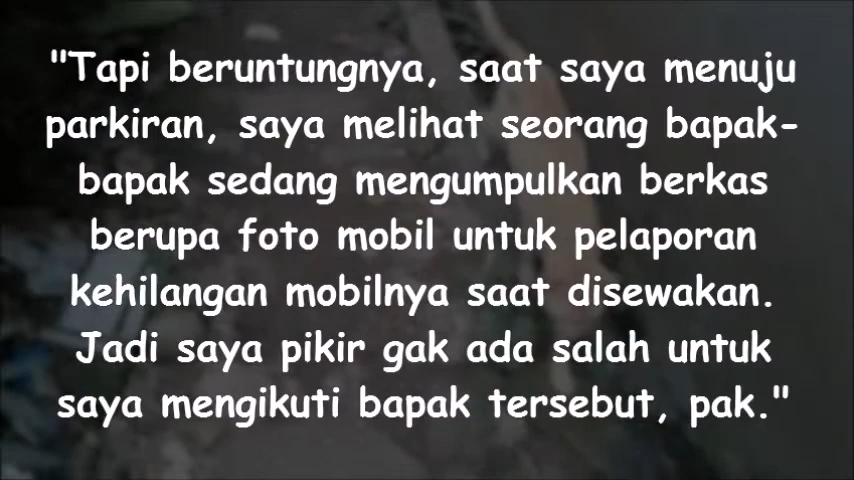 "Tapi beruntungnya, saat saya menuju
parkiran, saya melihat seorang bapak-
bapak sedang mengumpulkan berkas
berupa foto mobil untuk pelaporan
kehilangan mobilnya saat disewakan.
Jadi saya pikir gak ada salah untuk
saya mengikuti bapak tersebut, pak."